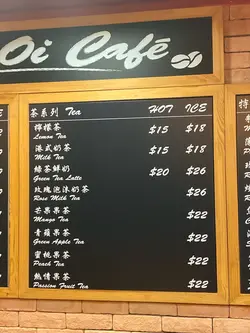 Oi Café
茶系列 Tea HOT ICE
檸檬茶 $15 $18
Lemon Tea
港式奶茶 $15 $18
Milk Tea
綠茶鮮奶 $20 $26
Green Tea Latte
玫瑰泡沫奶茶 $26
Rose Milk Tea
芒果果茶 $22
Mango Tea
青蘋果茶 $22
Green Apple Tea
蜜桃果茶 $22
Peach Tea
熱情果茶 $22
Passion Fruit Tea
特